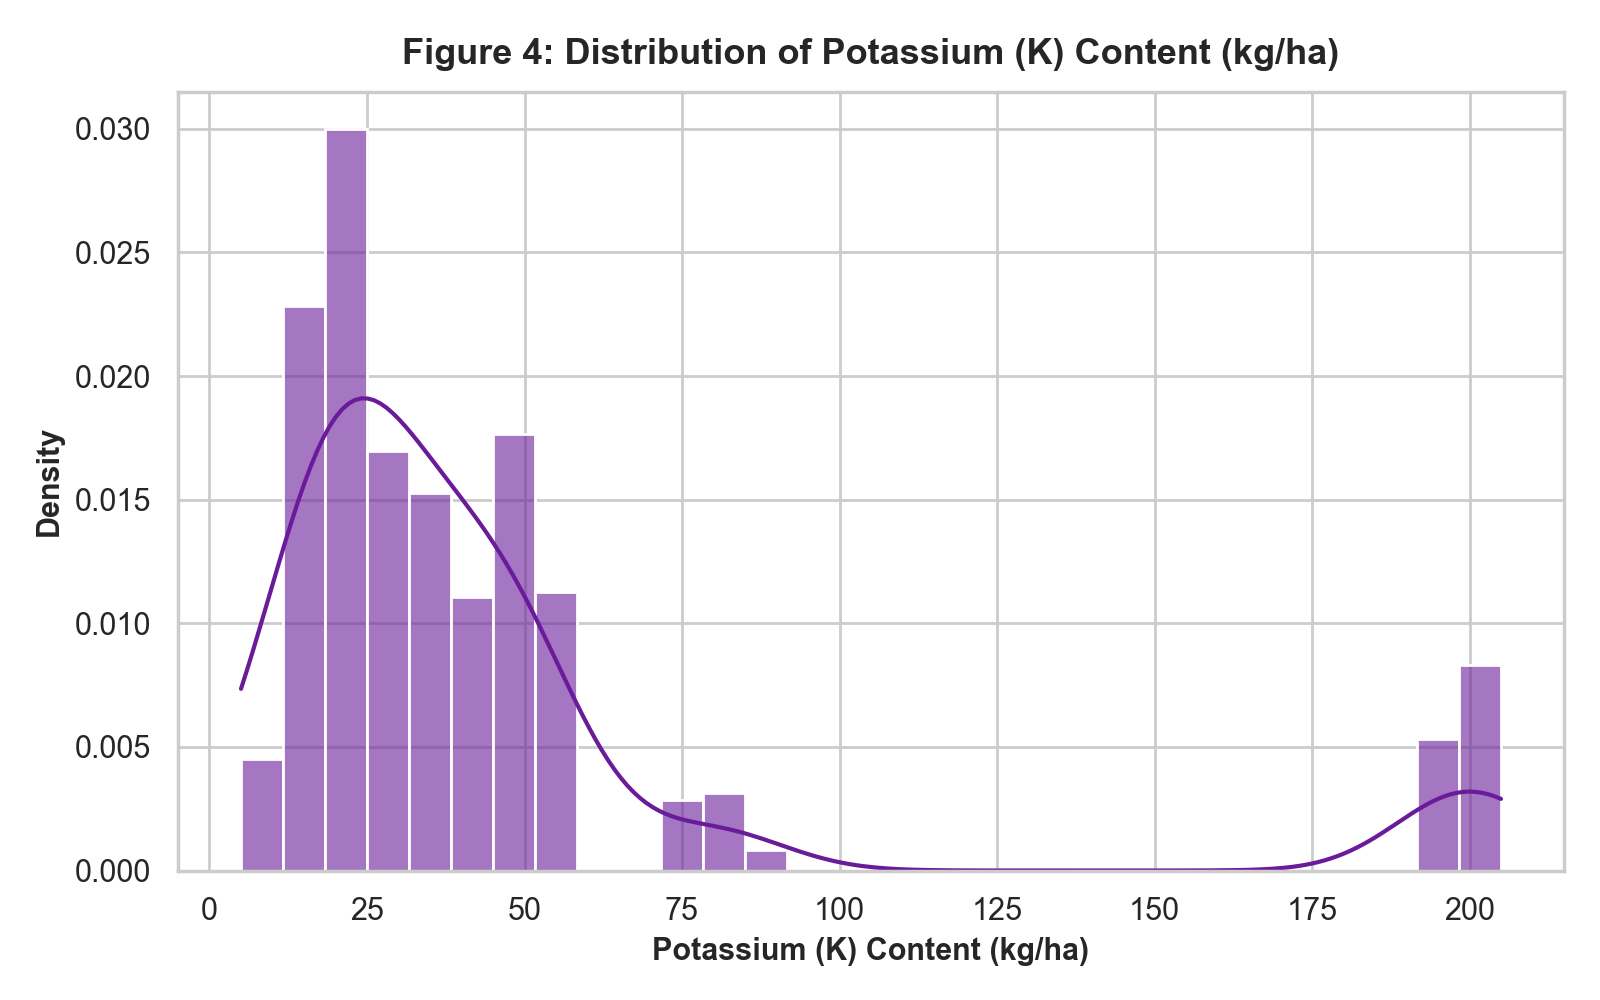 Figure 4: Distribution of Potassium (K) Content (kg/ha)
0.030
0.025
0.020
0.015
0.010
0.005
0.000
Density
0 25 50 75 100 125 150 175 200
Potassium (K) Content (kg/ha)